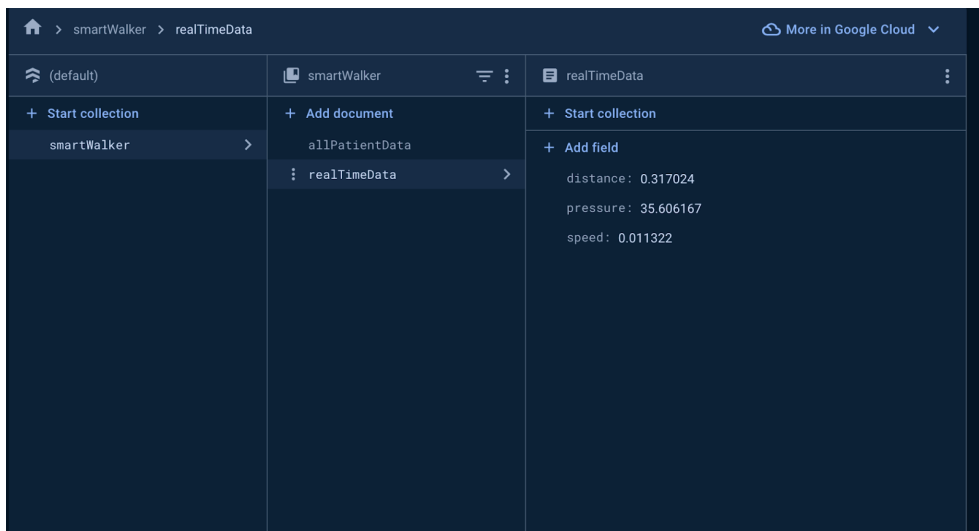 smartWalker > realTimeData
More in Google Cloud
(default)
smartWalker
realTimeData
+ Start collection
smartWalker
+ Add document
allPatientData
realTimeData
+ Start collection
+ Add field
distance: 0.317024
pressure: 35.606167
speed: 0.011322